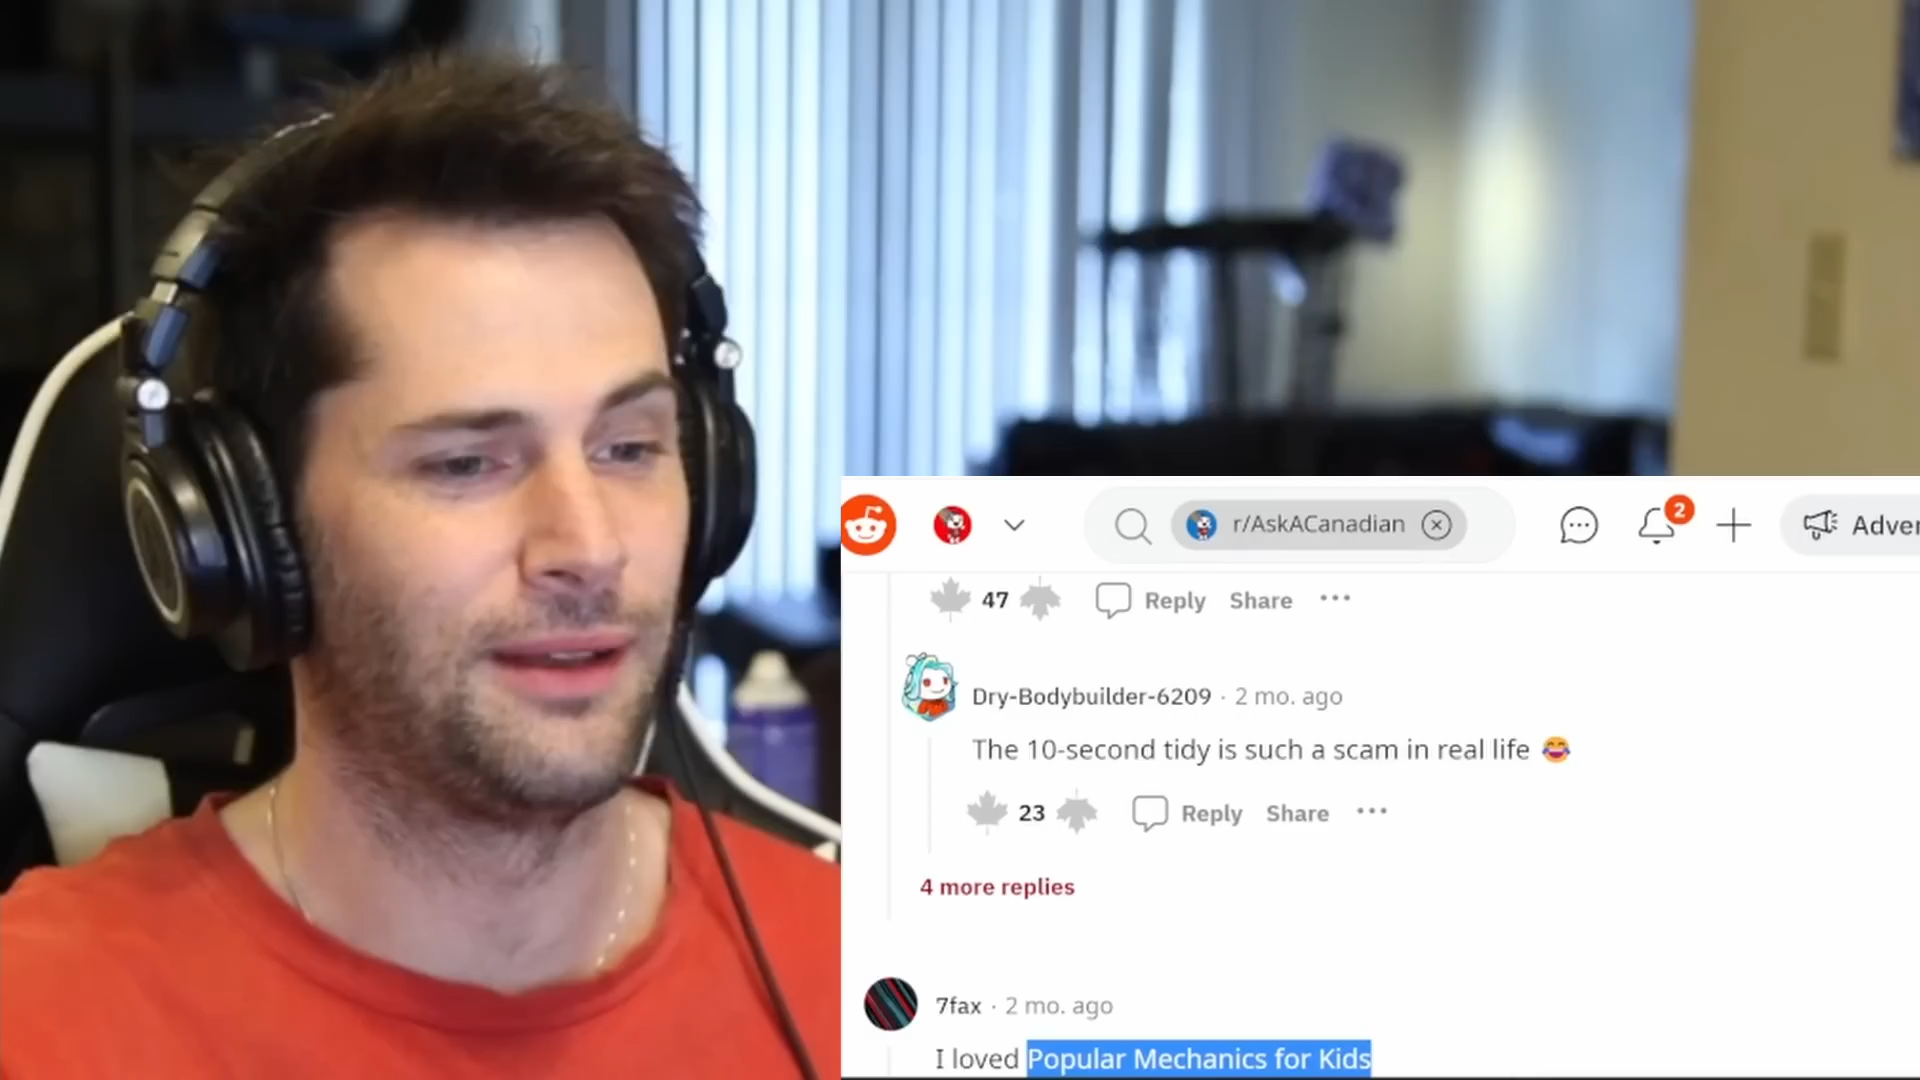 r/AskACanadian
2
Adver
47 Reply Share
Dry-Bodybuilder-6209 · 2 mo. ago
The 10-second tidy is such a scam in real life 😂
23 Reply Share
4 more replies
7fax · 2 mo. ago
I loved Popular Mechanics for Kids